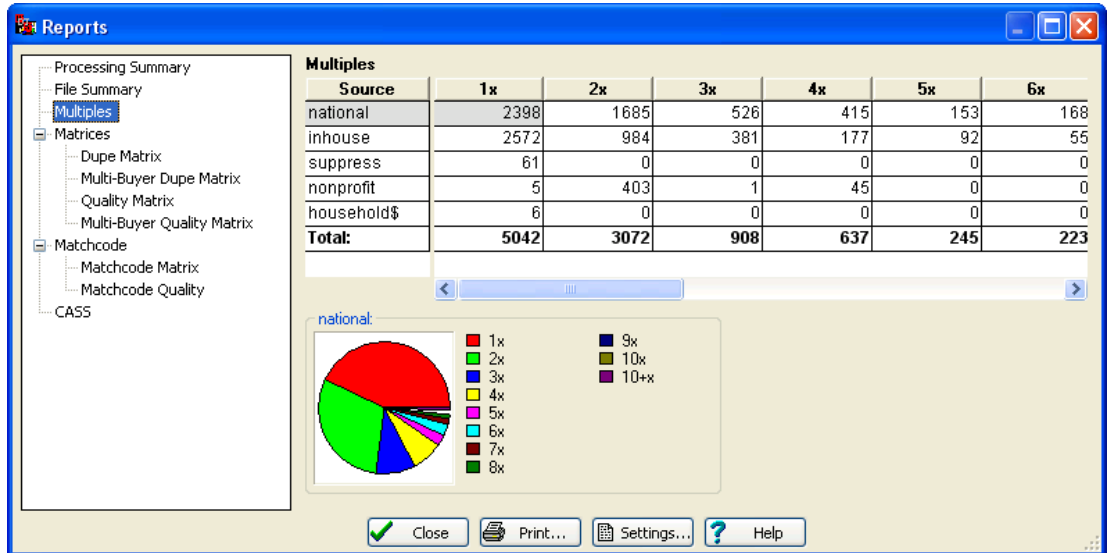 Reports
Processing Summary
File Summary
Multiples
Matrices
Dupe Matrix
Multi-Buyer Dupe Matrix
Quality Matrix
Multi-Buyer Quality Matrix
Matchcode
Matchcode Matrix
Matchcode Quality
CASS
Multiples
Source 1x 2x 3x 4x 5x 6x
national 2398 1685 526 415 153 168
inhouse 2572 984 381 177 92 55
suppress 61 0 0 0 0 0
nonprofit 5 403 1 45 0 0
household$ 6 0 0 0 0 0
Total: 5042 3072 908 637 245 223
national:
1x 9x
2x 10x
3x 10+x
4x
5x
6x
7x
8x
Close Print... Settings... Help